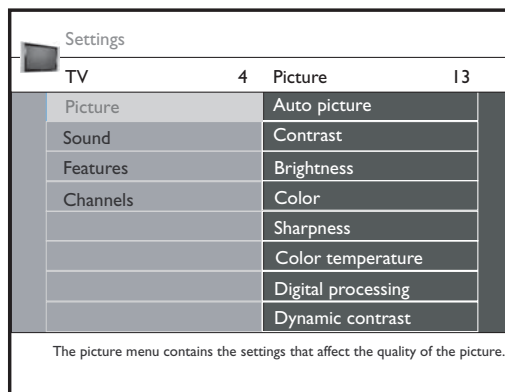 Settings
TV 4 Picture 13
Picture Auto picture
Sound Contrast
Features Brightness
Channels Color
Sharpness
Color temperature
Digital processing
Dynamic contrast
The picture menu contains the settings that affect the quality of the picture.